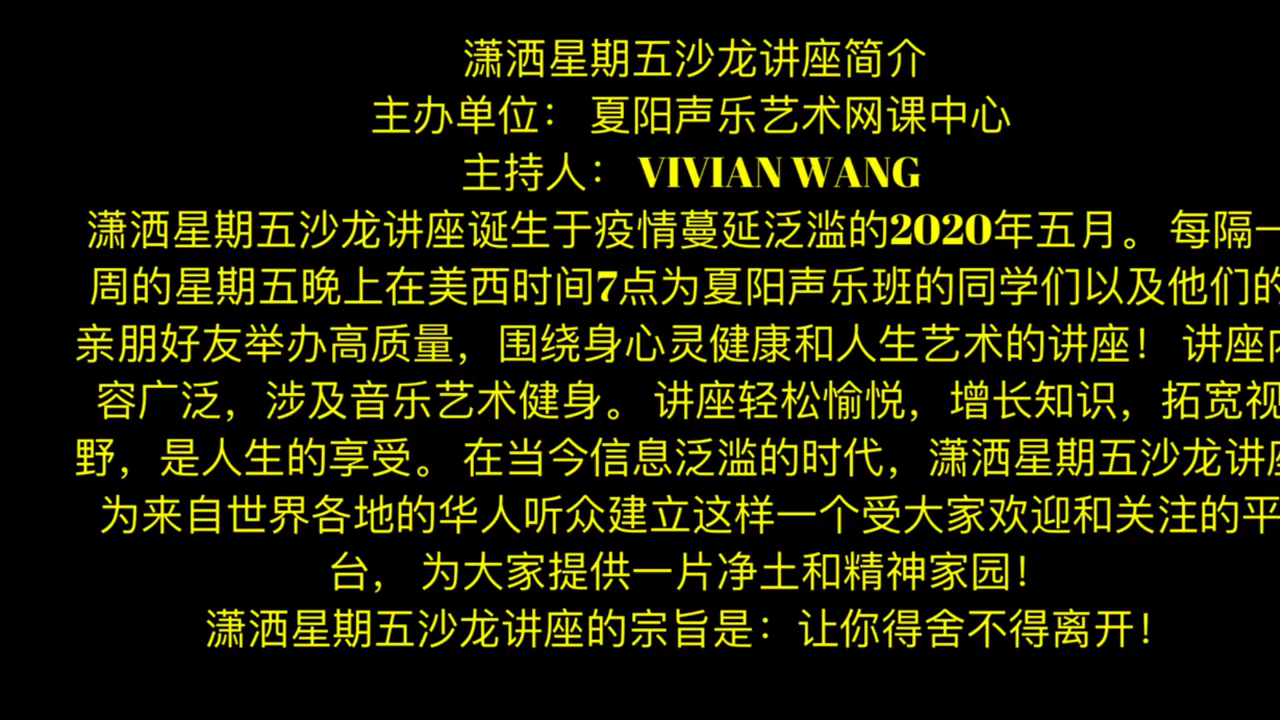 潇洒星期五沙龙讲座简介
主办单位： 夏阳声乐艺术网课中心
主持人： VIVIAN WANG
潇洒星期五沙龙讲座诞生于疫情蔓延泛滥的2020年五月。 每隔一
周的星期五晚上在美西时间7点为夏阳声乐班的同学们以及他们的
亲朋好友举办高质量，围绕身心灵健康和人生艺术的讲座！ 讲座内
容广泛，涉及音乐艺术健身。 讲座轻松愉悦，增长知识，拓宽视
野，是人生的享受。 在当今信息泛滥的时代，潇洒星期五沙龙讲座
为来自世界各地的华人听众建立这样一个受大家欢迎和关注的平
台， 为大家提供一片净土和精神家园！
潇洒星期五沙龙讲座的宗旨是：让你得舍不得离开！